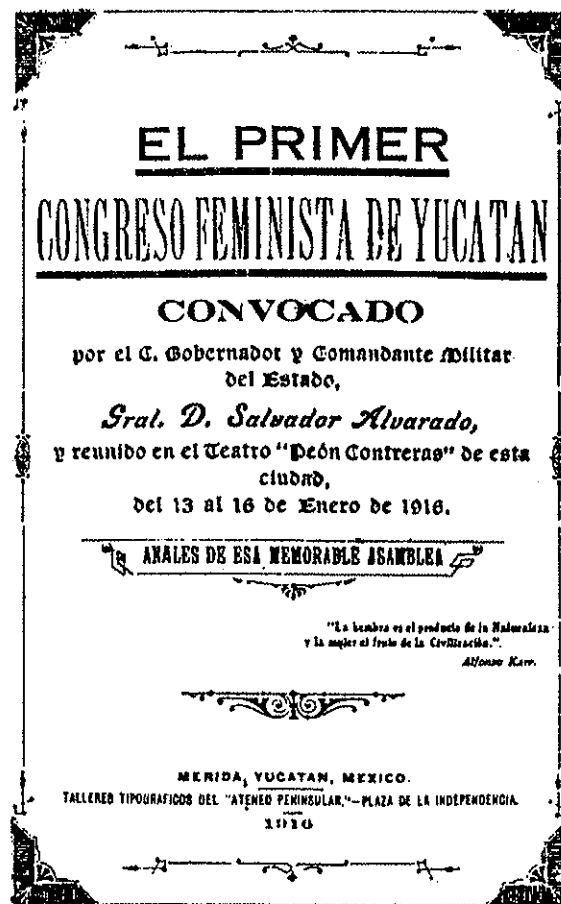 EL PRIMER
CONGRESO FEMINISTA DE YUCATAN
CONVOCADO
por el C. Gobernador y Comandante Militar
del Estado,
Gral. D. Salvador Alvarado,
y reunido en el Teatro "Peón Contreras" de esta
ciudad,
del 13 al 16 de Enero de 1916.
ANALES DE ESA MEMORABLE ASAMBLEA
"La hembra es el producto de la Naturaleza
y la mujer el fruto de la Civilización.".
Alfonso Karr.
MERIDA, YUCATAN, MEXICO.
TALLERES TIPOGRAFICOS DEL "ATENEO PENINSULAR,"—PLAZA DE LA INDEPENDENCIA.
1916